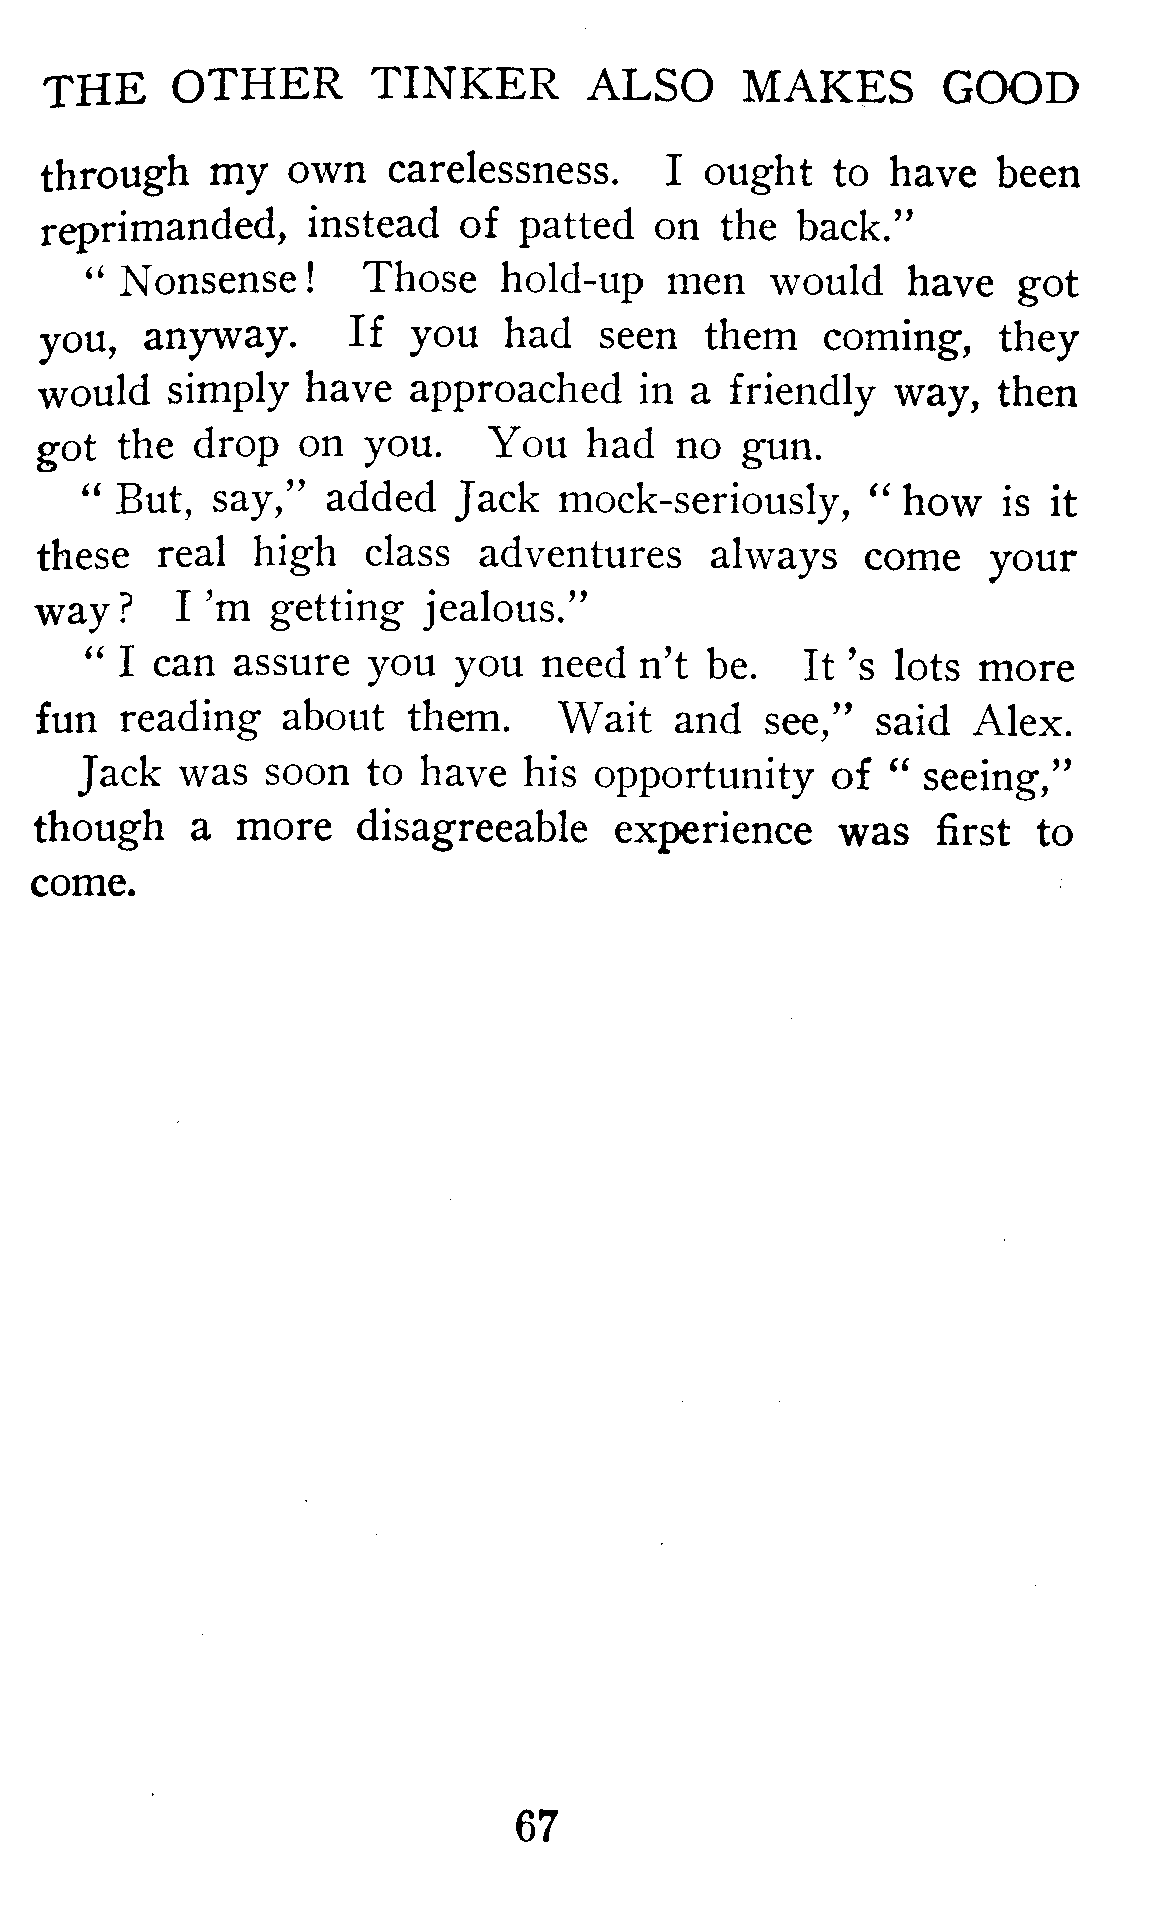 THE OTHER TINKER ALSO MAKES GOOD
through my own carelessness. I ought to have been
reprimanded, instead of patted on the back.”
“ Nonsense! Those hold-up men would have got
you, anyway. If you had seen them coming, they
would simply have approached in a friendly way, then
got the drop on you. You had no gun.
“ But, say,” added Jack mock-seriously, “ how is it
these real high class adventures always come your
way? I 'm getting jealous.”
“ I can assure you you need n't be. It 's lots more
fun reading about them. Wait and see,” said Alex.
Jack was soon to have his opportunity of “ seeing,”
though a more disagreeable experience was first to
come.
67